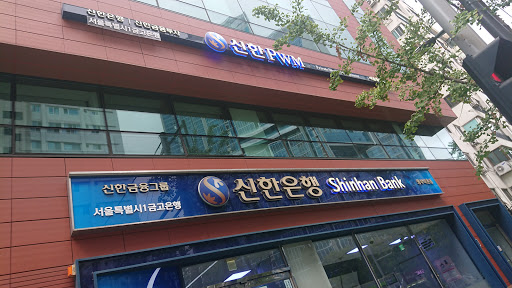 신한은행 | 신한금융투자
서울특별시1금고은행
신한PWM
신한금융그룹
서울특별시1금고은행
신한은행 Shinhan Bank